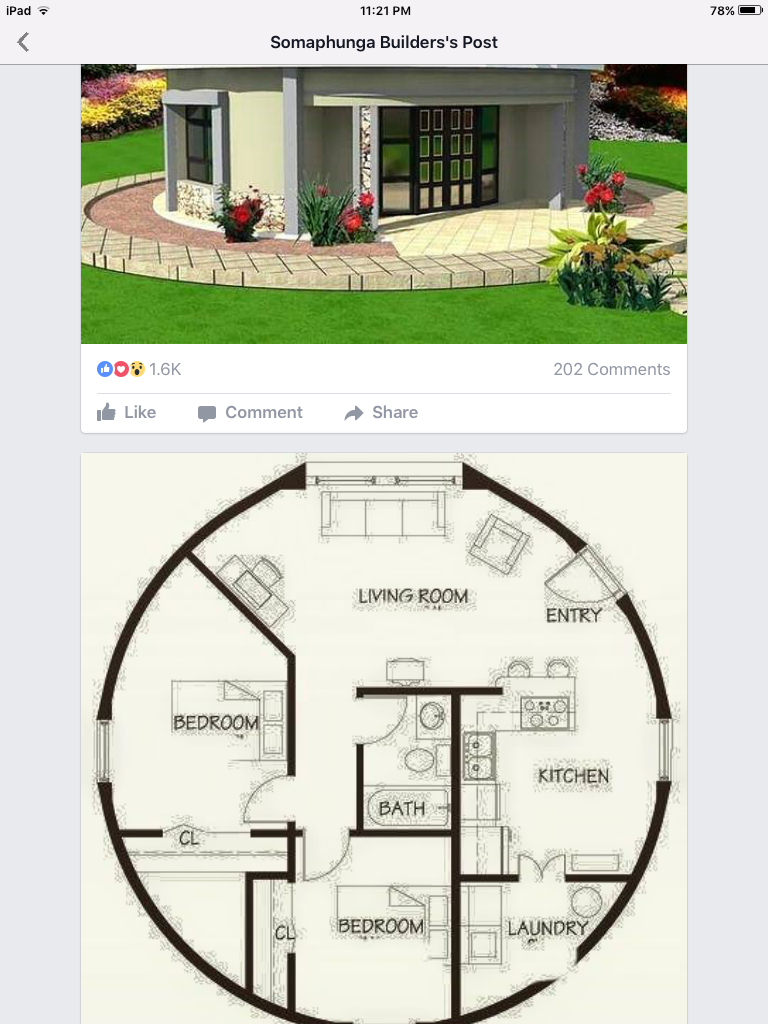 iPad 11:21 PM 78%
Somaphunga Builders's Post
1.6K 202 Comments
Like Comment Share
LIVING ROOM
ENTRY
BEDROOM
KITCHEN
BATH
CL
CL
BEDROOM
LAUNDRY